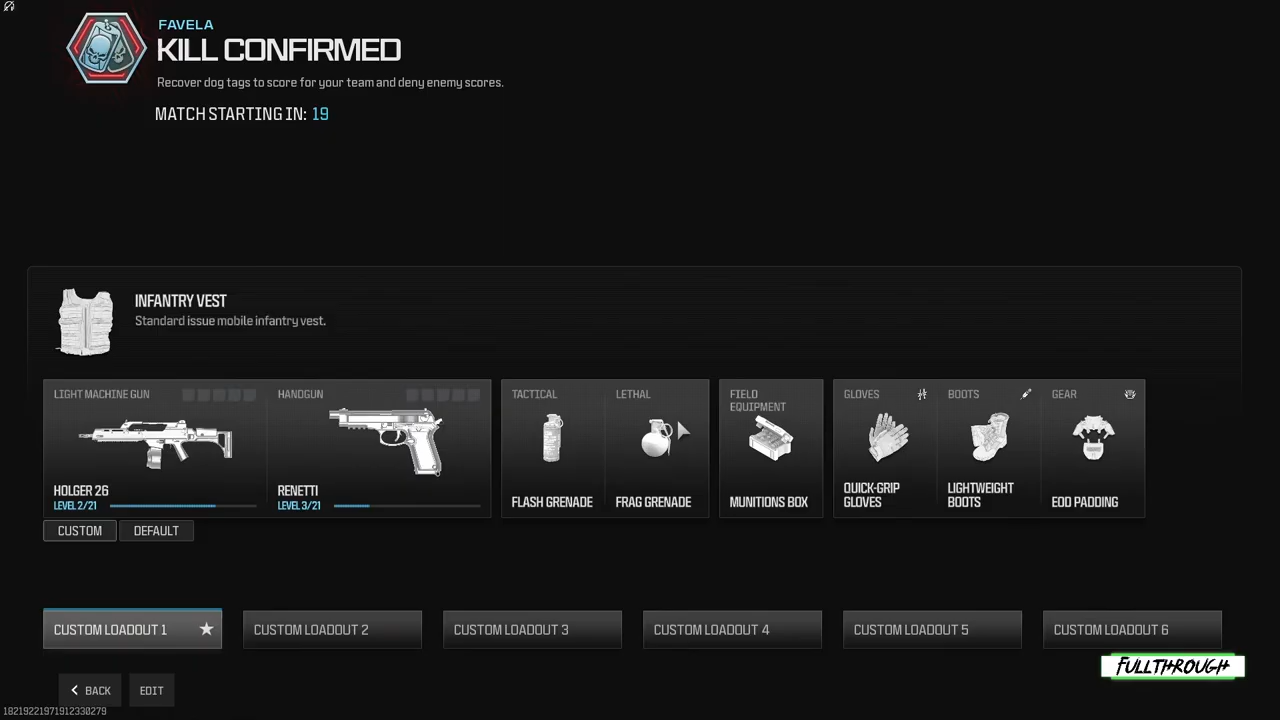 FAVELA
KILL CONFIRMED
Recover dog tags to score for your team and deny enemy scores.
MATCH STARTING IN: 19
INFANTRY VEST
Standard issue mobile infantry vest.
LIGHT MACHINE GUN
HOLGER 26
LEVEL 2/21
HANDGUN
RENETTI
LEVEL 3/21
TACTICAL
FLASH GRENADE
LETHAL
FRAG GRENADE
FIELD
EQUIPMENT
MUNITIONS BOX
GLOVES
QUICK-GRIP
GLOVES
BOOTS
LIGHTWEIGHT
BOOTS
GEAR
EOD PADDING
CUSTOM
DEFAULT
CUSTOM LOADOUT 1
CUSTOM LOADOUT 2
CUSTOM LOADOUT 3
CUSTOM LOADOUT 4
CUSTOM LOADOUT 5
CUSTOM LOADOUT 6
FULLTHROUGH
BACK
EDIT
18219221971912330279